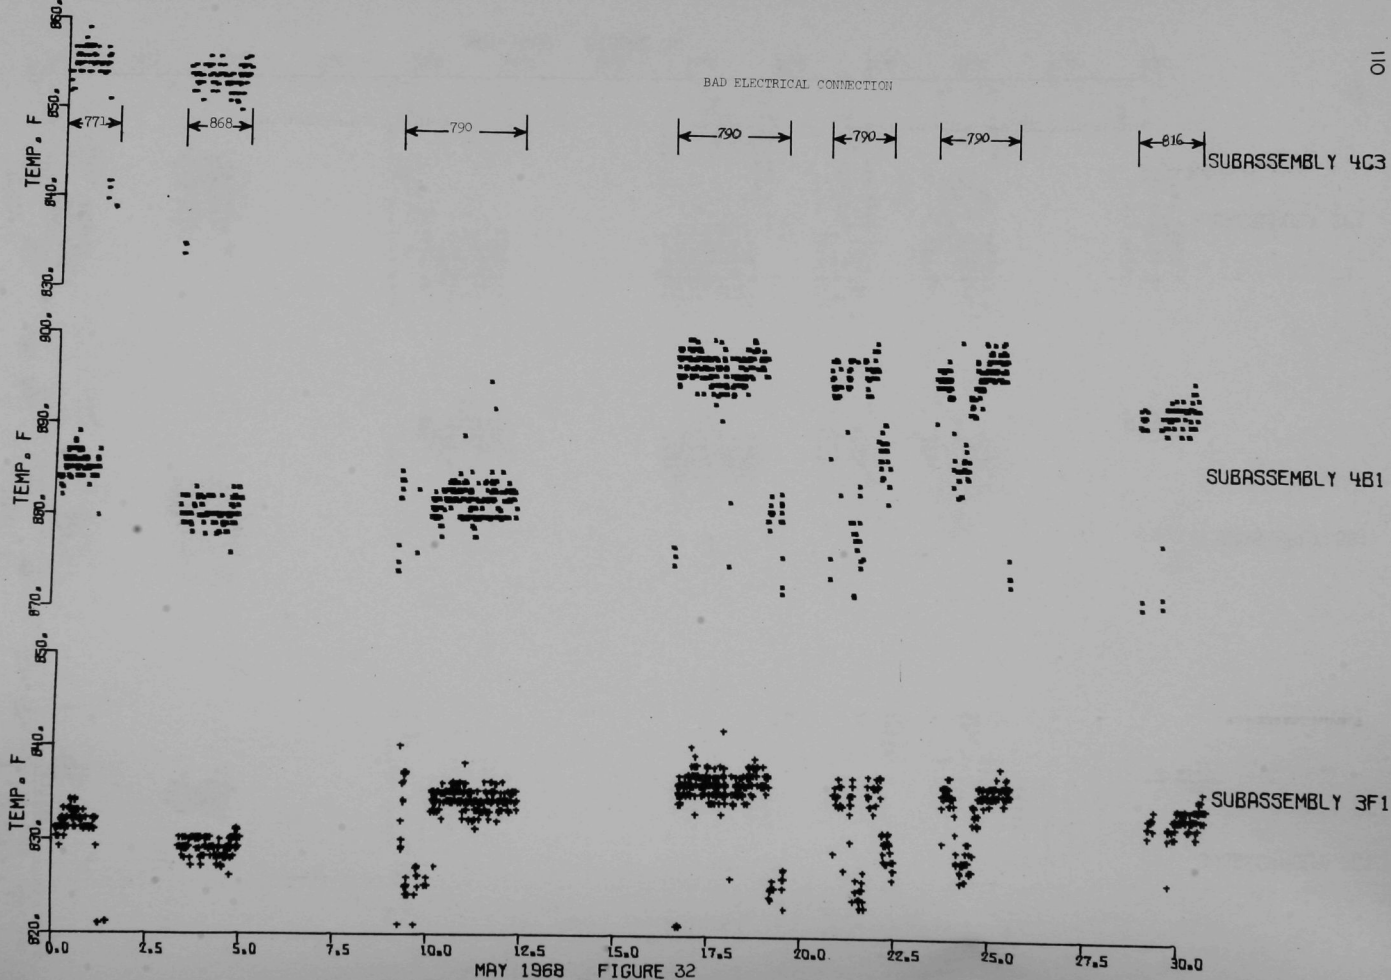 110
BAD ELECTRICAL CONNECTION
771 868 790 790 790 790 816
860.
850.
840.
830.
TEMP. F
SUBASSEMBLY 4C3
900.
890.
880.
870.
TEMP. F
SUBASSEMBLY 4B1
850.
840.
830.
820.
TEMP. F
SUBASSEMBLY 3F1
0.0 2.5 5.0 7.5 10.0 12.5 15.0 17.5 20.0 22.5 25.0 27.5 30.0
MAY 1968 FIGURE 32